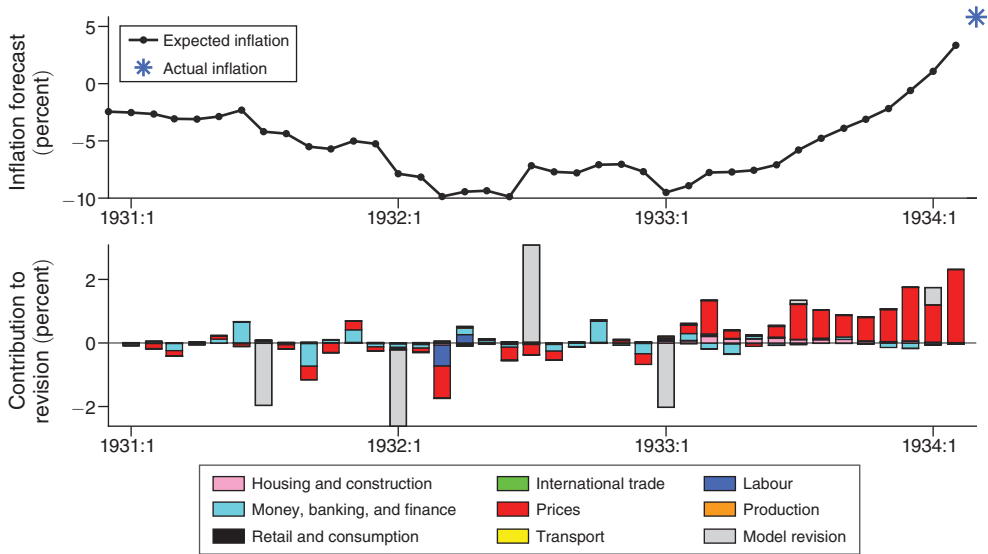 Inflation forecast
(percent)
5
0
−5
−10
Expected inflation
Actual inflation
1931:1
1932:1
1933:1
1934:1
Contribution to
revision (percent)
2
0
−2
1931:1
1932:1
1933:1
1934:1
Housing and construction
International trade
Labour
Money, banking, and finance
Prices
Production
Retail and consumption
Transport
Model revision